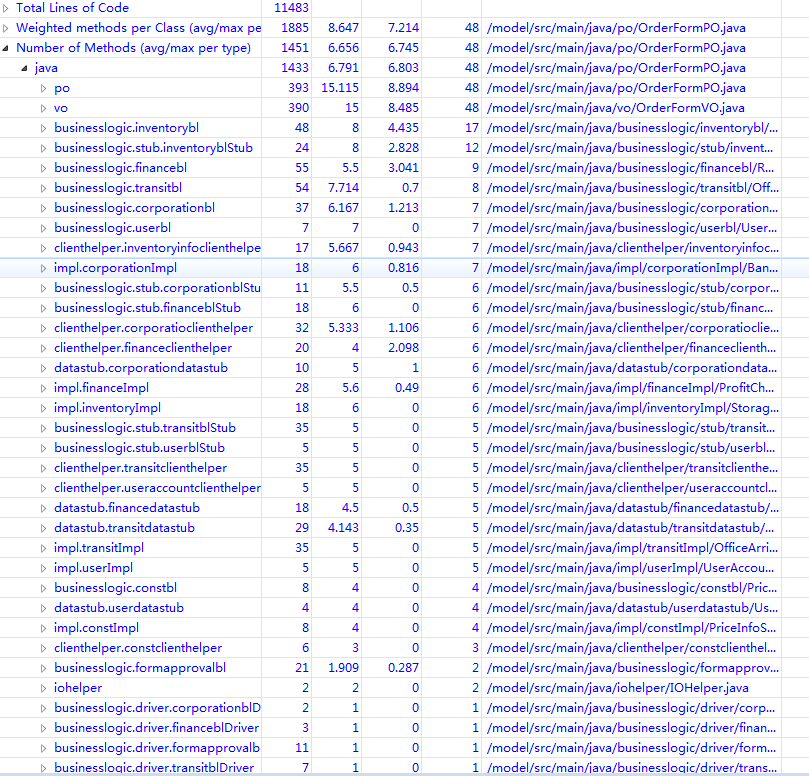 Total Lines of Code 11483
Weighted methods per Class (avg/max pe 1885 8.647 7.214 48 /model/src/main/java/po/OrderFormPO.java
Number of Methods (avg/max per type) 1451 6.656 6.745 48 /model/src/main/java/po/OrderFormPO.java
java 1433 6.791 6.803 48 /model/src/main/java/po/OrderFormPO.java
po 393 15.115 8.894 48 /model/src/main/java/po/OrderFormPO.java
vo 390 15 8.485 48 /model/src/main/java/vo/OrderFormVO.java
businesslogic.inventorybl 48 8 4.435 17 /model/src/main/java/businesslogic/inventorybl/...
businesslogic.stub.inventoryblStub 24 8 2.828 12 /model/src/main/java/businesslogic/stub/invent...
businesslogic.financebl 55 5.5 3.041 9 /model/src/main/java/businesslogic/financebl/R...
businesslogic.transitbl 54 7.714 0.7 8 /model/src/main/java/businesslogic/transitbl/Off...
businesslogic.corporationbl 37 6.167 1.213 7 /model/src/main/java/businesslogic/corporation...
businesslogic.userbl 7 7 0 7 /model/src/main/java/businesslogic/userbl/User...
clienthelper.inventoryinfoclienthelpe 17 5.667 0.943 7 /model/src/main/java/clienthelper/inventoryinfoc...
impl.corporationImpl 18 6 0.816 7 /model/src/main/java/impl/corporationImpl/Ban...
businesslogic.stub.corporationblStu 11 5.5 0.5 6 /model/src/main/java/businesslogic/stub/corpor...
businesslogic.stub.financeblStub 18 6 0 6 /model/src/main/java/businesslogic/stub/financ...
clienthelper.corporatioclienthelper 32 5.333 1.106 6 /model/src/main/java/clienthelper/corporatioclie...
clienthelper.financeclienthelper 20 4 2.098 6 /model/src/main/java/clienthelper/financeclienth...
datastub.corporationdatastub 10 5 1 6 /model/src/main/java/datastub/corporationdata...
impl.financeImpl 28 5.6 0.49 6 /model/src/main/java/impl/financeImpl/ProfitCh...
impl.inventoryImpl 18 6 0 6 /model/src/main/java/impl/inventoryImpl/Storag...
businesslogic.stub.transitblStub 35 5 0 5 /model/src/main/java/businesslogic/stub/transit...
businesslogic.stub.userblStub 5 5 0 5 /model/src/main/java/businesslogic/stub/userbl...
clienthelper.transitclienthelper 35 5 0 5 /model/src/main/java/clienthelper/transitclienthe...
clienthelper.useraccountclienthelper 5 5 0 5 /model/src/main/java/clienthelper/useraccountcl...
datastub.financedatastub 18 4.5 0.5 5 /model/src/main/java/datastub/financedatastub/...
datastub.transitdatastub 29 4.143 0.35 5 /model/src/main/java/datastub/transitdatastub/...
impl.transitImpl 35 5 0 5 /model/src/main/java/impl/transitImpl/OfficeArri...
impl.userImpl 5 5 0 5 /model/src/main/java/impl/userImpl/UserAccou...
businesslogic.constbl 8 4 0 4 /model/src/main/java/businesslogic/constbl/Pric...
datastub.userdatastub 4 4 0 4 /model/src/main/java/datastub/userdatastub/Us...
impl.constImpl 8 4 0 4 /model/src/main/java/impl/constImpl/PriceInfoS...
clienthelper.constclienthelper 6 3 0 3 /model/src/main/java/clienthelper/constclienthel...
businesslogic.formapprovalbl 21 1.909 0.287 2 /model/src/main/java/businesslogic/formapprov...
iohelper 2 2 0 2 /model/src/main/java/iohelper/IOHelper.java
businesslogic.driver.corporationblD 2 1 0 1 /model/src/main/java/businesslogic/driver/corp...
businesslogic.driver.financeblDriver 3 1 0 1 /model/src/main/java/businesslogic/driver/finan...
businesslogic.driver.formapprovalb 11 1 0 1 /model/src/main/java/businesslogic/driver/form...
businesslogic.driver.transitblDriver 7 1 0 1 /model/src/main/java/businesslogic/driver/trans...